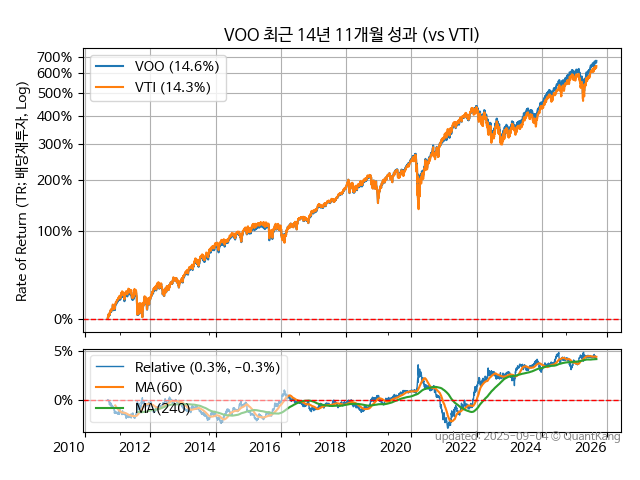 VOO 최근 14년 11개월 성과 (vs VTI)
Rate of Return (TR; 배당재투자, Log)
700%
600%
500%
400%
300%
200%
100%
0%
VOO (14.6%)
VTI (14.3%)
5%
0%
Relative (0.3%, −0.3%)
MA(60)
MA(240)
updated: 2025-09-04 © QuantKang
2010 2012 2014 2016 2018 2020 2022 2024 2026